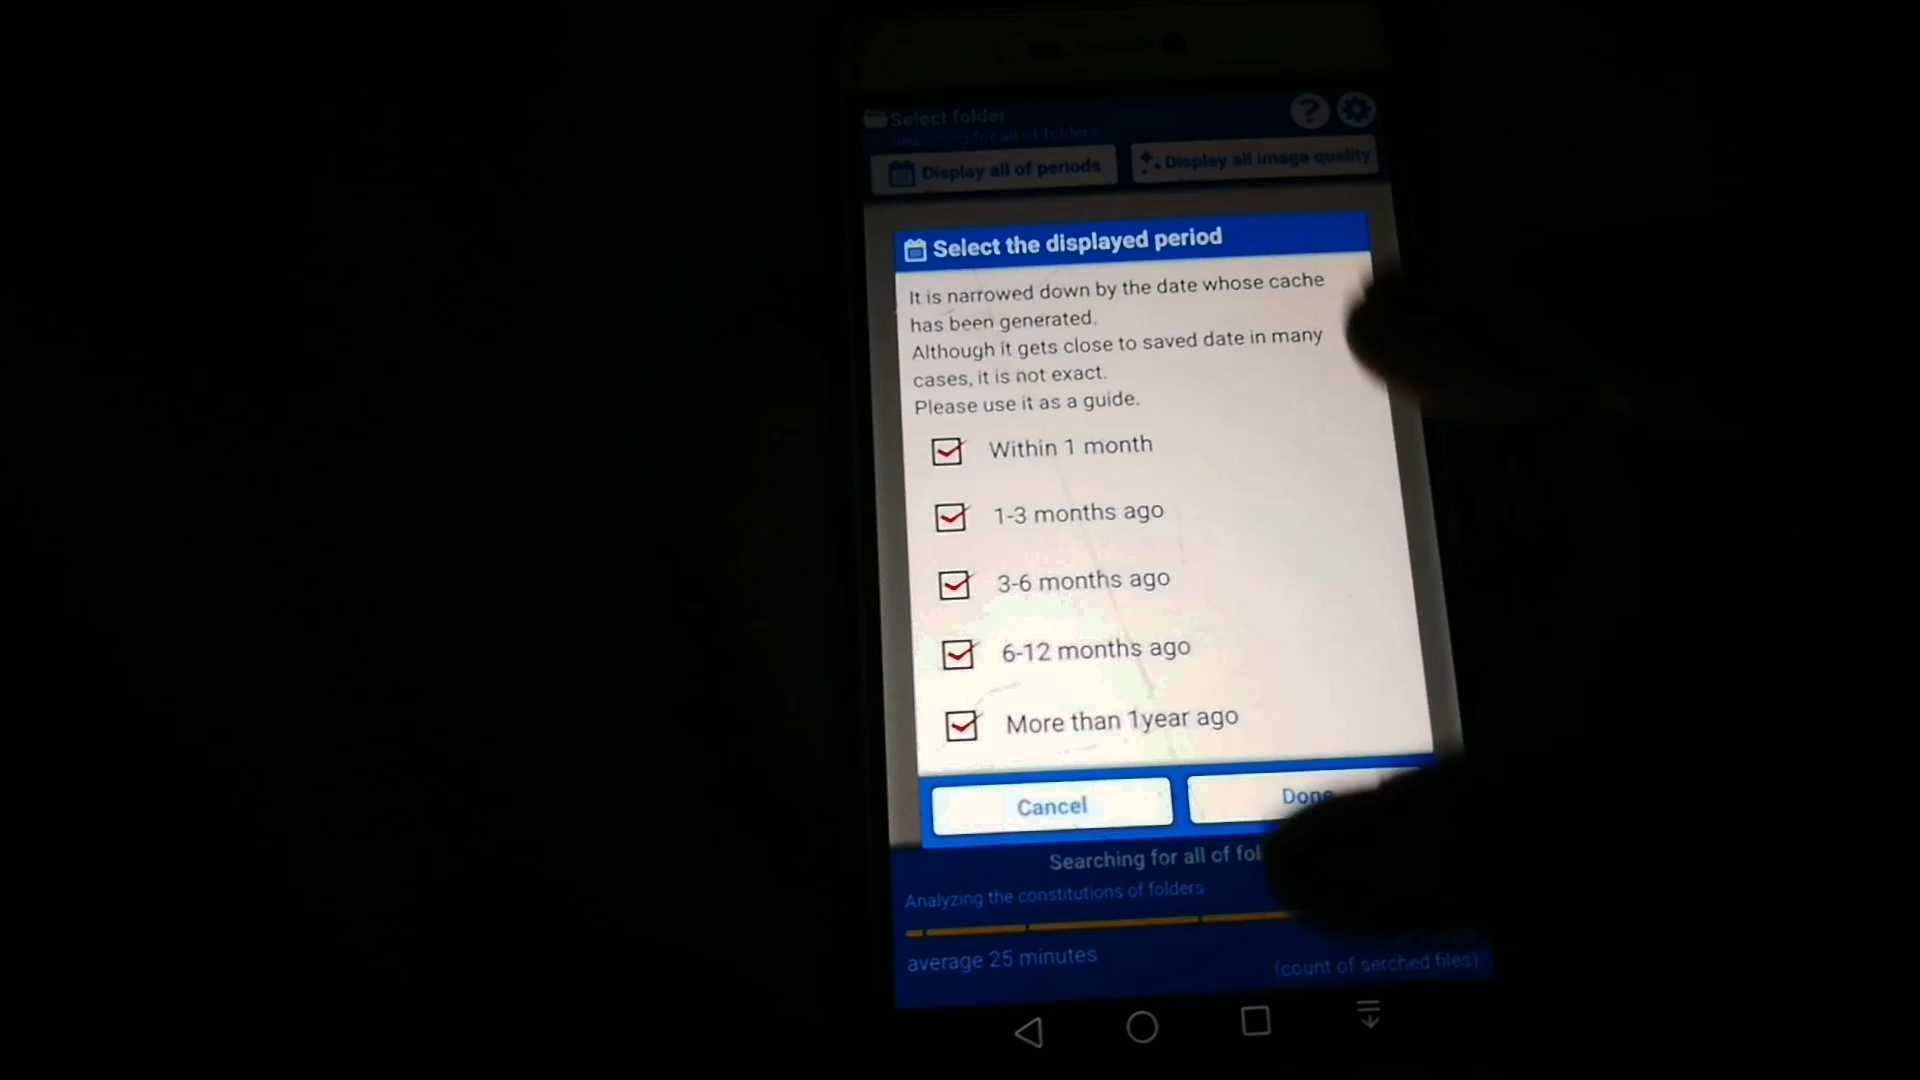 Select folder
Searching for all of folders
Display all of periods
Display all image quality
Select the displayed period
It is narrowed down by the date whose cache
has been generated.
Although it gets close to saved date in many
cases, it is not exact.
Please use it as a guide.
Within 1 month
1-3 months ago
3-6 months ago
6-12 months ago
More than 1year ago
Cancel
Done
Searching for all of fol
Analyzing the constitutions of folders
average 25 minutes
(count of serched files)